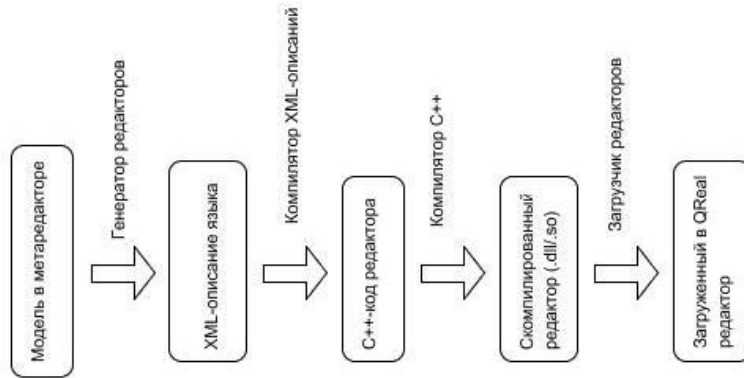 Модель в метаредакторе
Генератор редакторов
XML-описание языка
Компилятор XML-описаний
С++-код редактора
Компилятор С++
Скомпилированный
редактор (.dll/.so)
Загрузчик редакторов
Загруженный в QReal
редактор